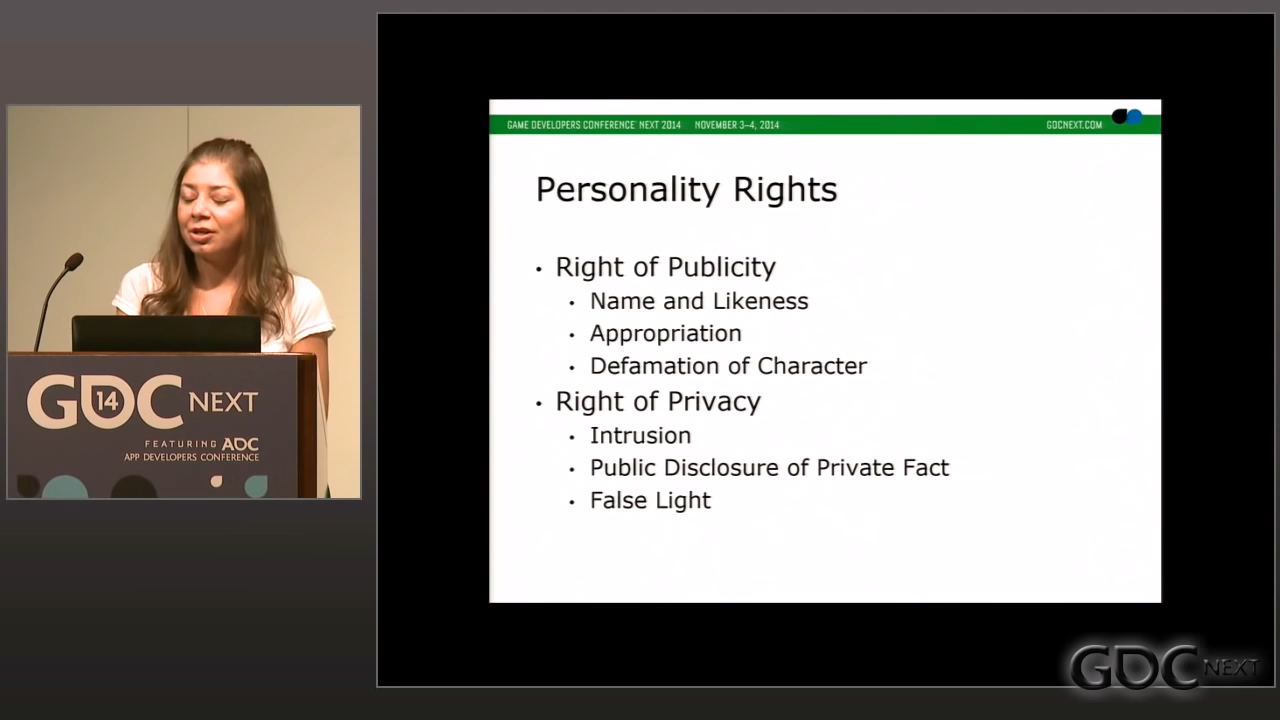 GAME DEVELOPERS CONFERENCE NEXT 2014 NOVEMBER 3–4, 2014 GDCNEXT.COM
Personality Rights
• Right of Publicity
• Name and Likeness
• Appropriation
• Defamation of Character
• Right of Privacy
• Intrusion
• Public Disclosure of Private Fact
• False Light
GDC 14 NEXT
FEATURING ADC
APP DEVELOPERS CONFERENCE
GDC NEXT